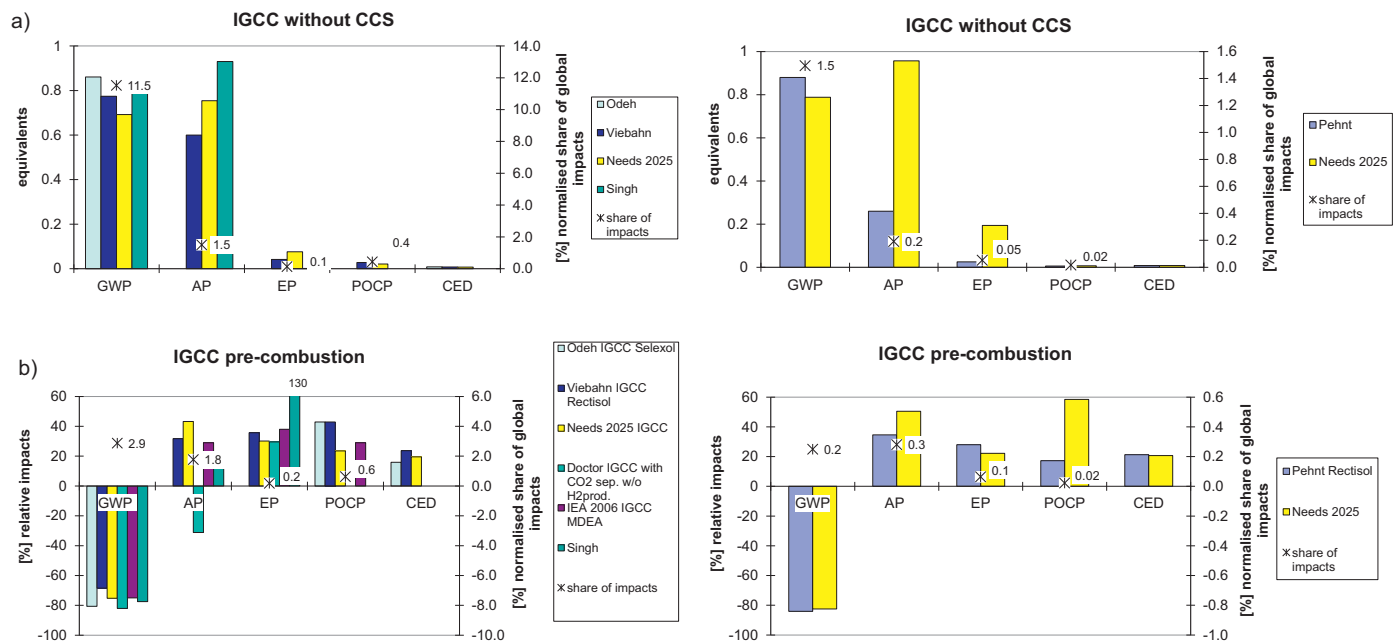 a)
IGCC without CCS
1
0.8
0.6
0.4
0.2
0
equivalents
14.0
12.0
10.0
8.0
6.0
4.0
2.0
0.0
[%] normalised share of global
impacts
11.5
1.5
0.1
0.4
GWP
AP
EP
POCP
CED
Odeh
Viebahn
Needs 2025
Singh
share of
impacts
IGCC without CCS
1
0.8
0.6
0.4
0.2
0
equivalents
1.6
1.4
1.2
1.0
0.8
0.6
0.4
0.2
0.0
[%] normalised share of global
impacts
1.5
0.2
0.05
0.02
GWP
AP
EP
POCP
CED
Pehnt
Needs 2025
share of
impacts
b)
IGCC pre-combustion
60
40
20
0
-20
-40
-60
-80
-100
[%] relative impacts
6.0
4.0
2.0
0.0
-2.0
-4.0
-6.0
-8.0
-10.0
[%] normalised share of global
impacts
130
2.9
1.8
0.2
0.6
GWP
AP
EP
POCP
CED
Odeh IGCC Selexol
Viebahn IGCC
Rectisol
Needs 2025 IGCC
Doctor IGCC with
CO2 sep. w/o
H2prod.
IEA 2006 IGCC
MDEA
Singh
share of impacts
IGCC pre-combustion
60
40
20
0
-20
-40
-60
-80
-100
[%] relative impacts
0.6
0.4
0.2
0.0
-0.2
-0.4
-0.6
-0.8
-1.0
[%] normalised share of global
impacts
0.2
0.3
0.1
0.02
GWP
AP
EP
POCP
CED
Pehnt Rectisol
Needs 2025
share of
impacts